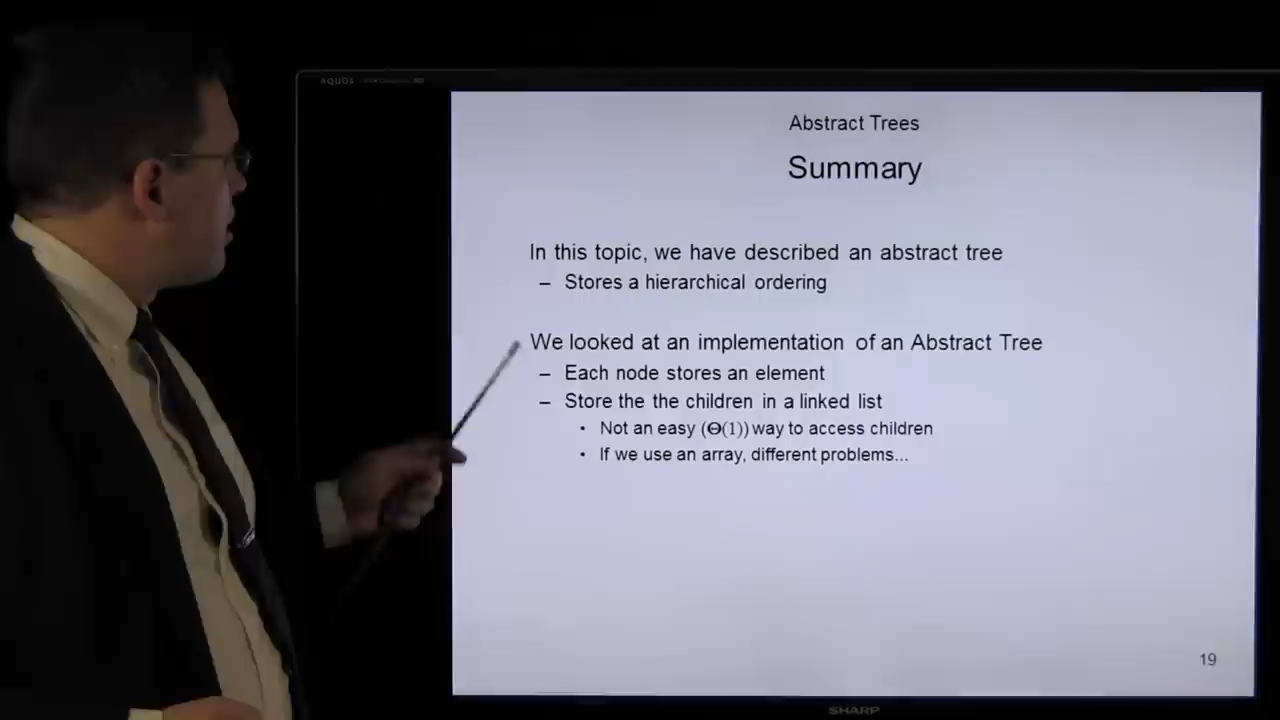 AQUOS
Abstract Trees
Summary
In this topic, we have described an abstract tree
– Stores a hierarchical ordering
We looked at an implementation of an Abstract Tree
– Each node stores an element
– Store the the children in a linked list
• Not an easy (Θ(1)) way to access children
• If we use an array, different problems...
19
SHARP